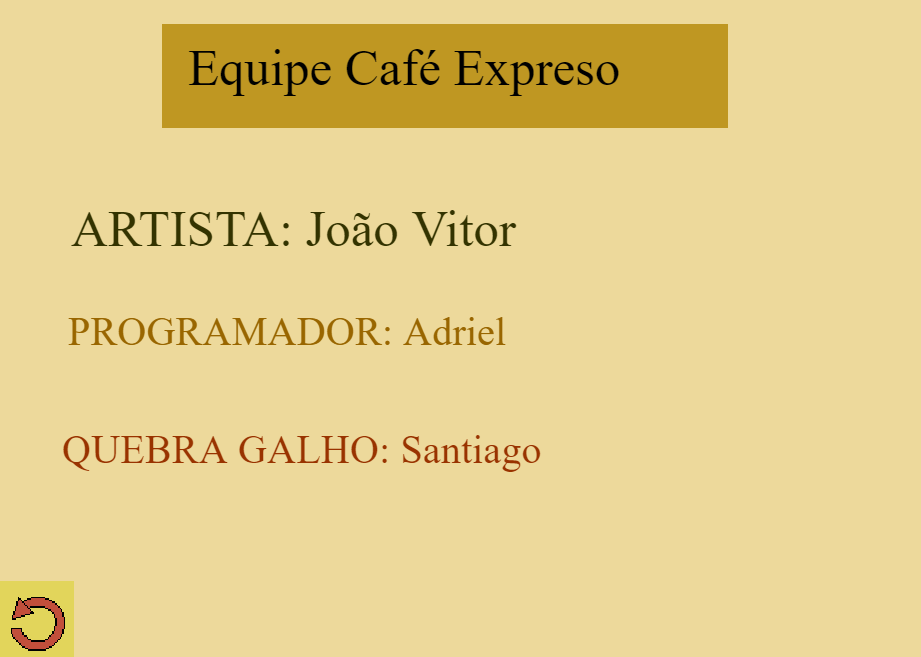 Equipe Café Expreso
ARTISTA: João Vitor
PROGRAMADOR: Adriel
QUEBRA GALHO: Santiago